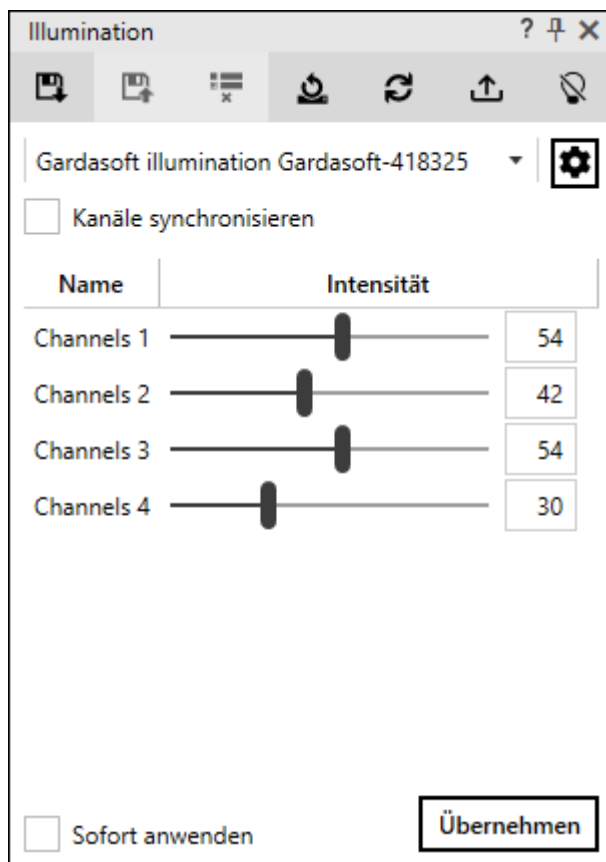 Illumination ?
Gardasoft illumination Gardasoft-418325
Kanäle synchronisieren
Name Intensität
Channels 1 54
Channels 2 42
Channels 3 54
Channels 4 30
Sofort anwenden Übernehmen